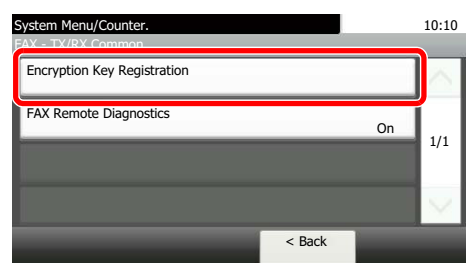 System Menu/Counter.
10:10
FAX - TX/RX Common
Encryption Key Registration
FAX Remote Diagnostics
On
1/1
< Back